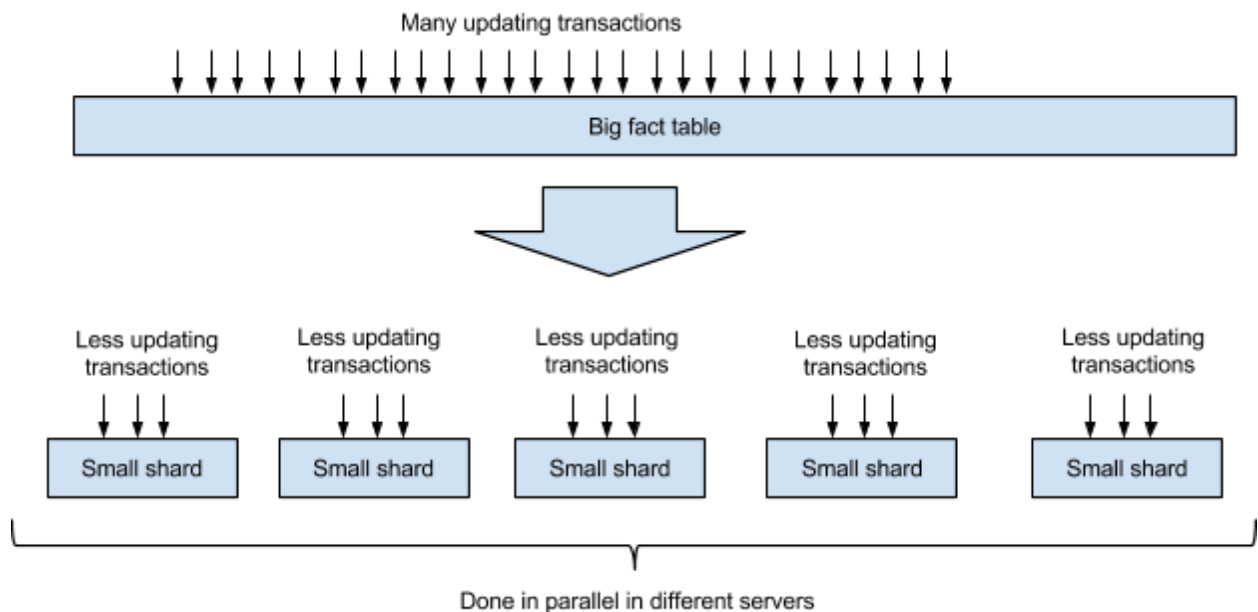 Many updating transactions
Big fact table
Less updating
transactions
Less updating
transactions
Less updating
transactions
Less updating
transactions
Less updating
transactions
Small shard
Small shard
Small shard
Small shard
Small shard
Done in parallel in different servers